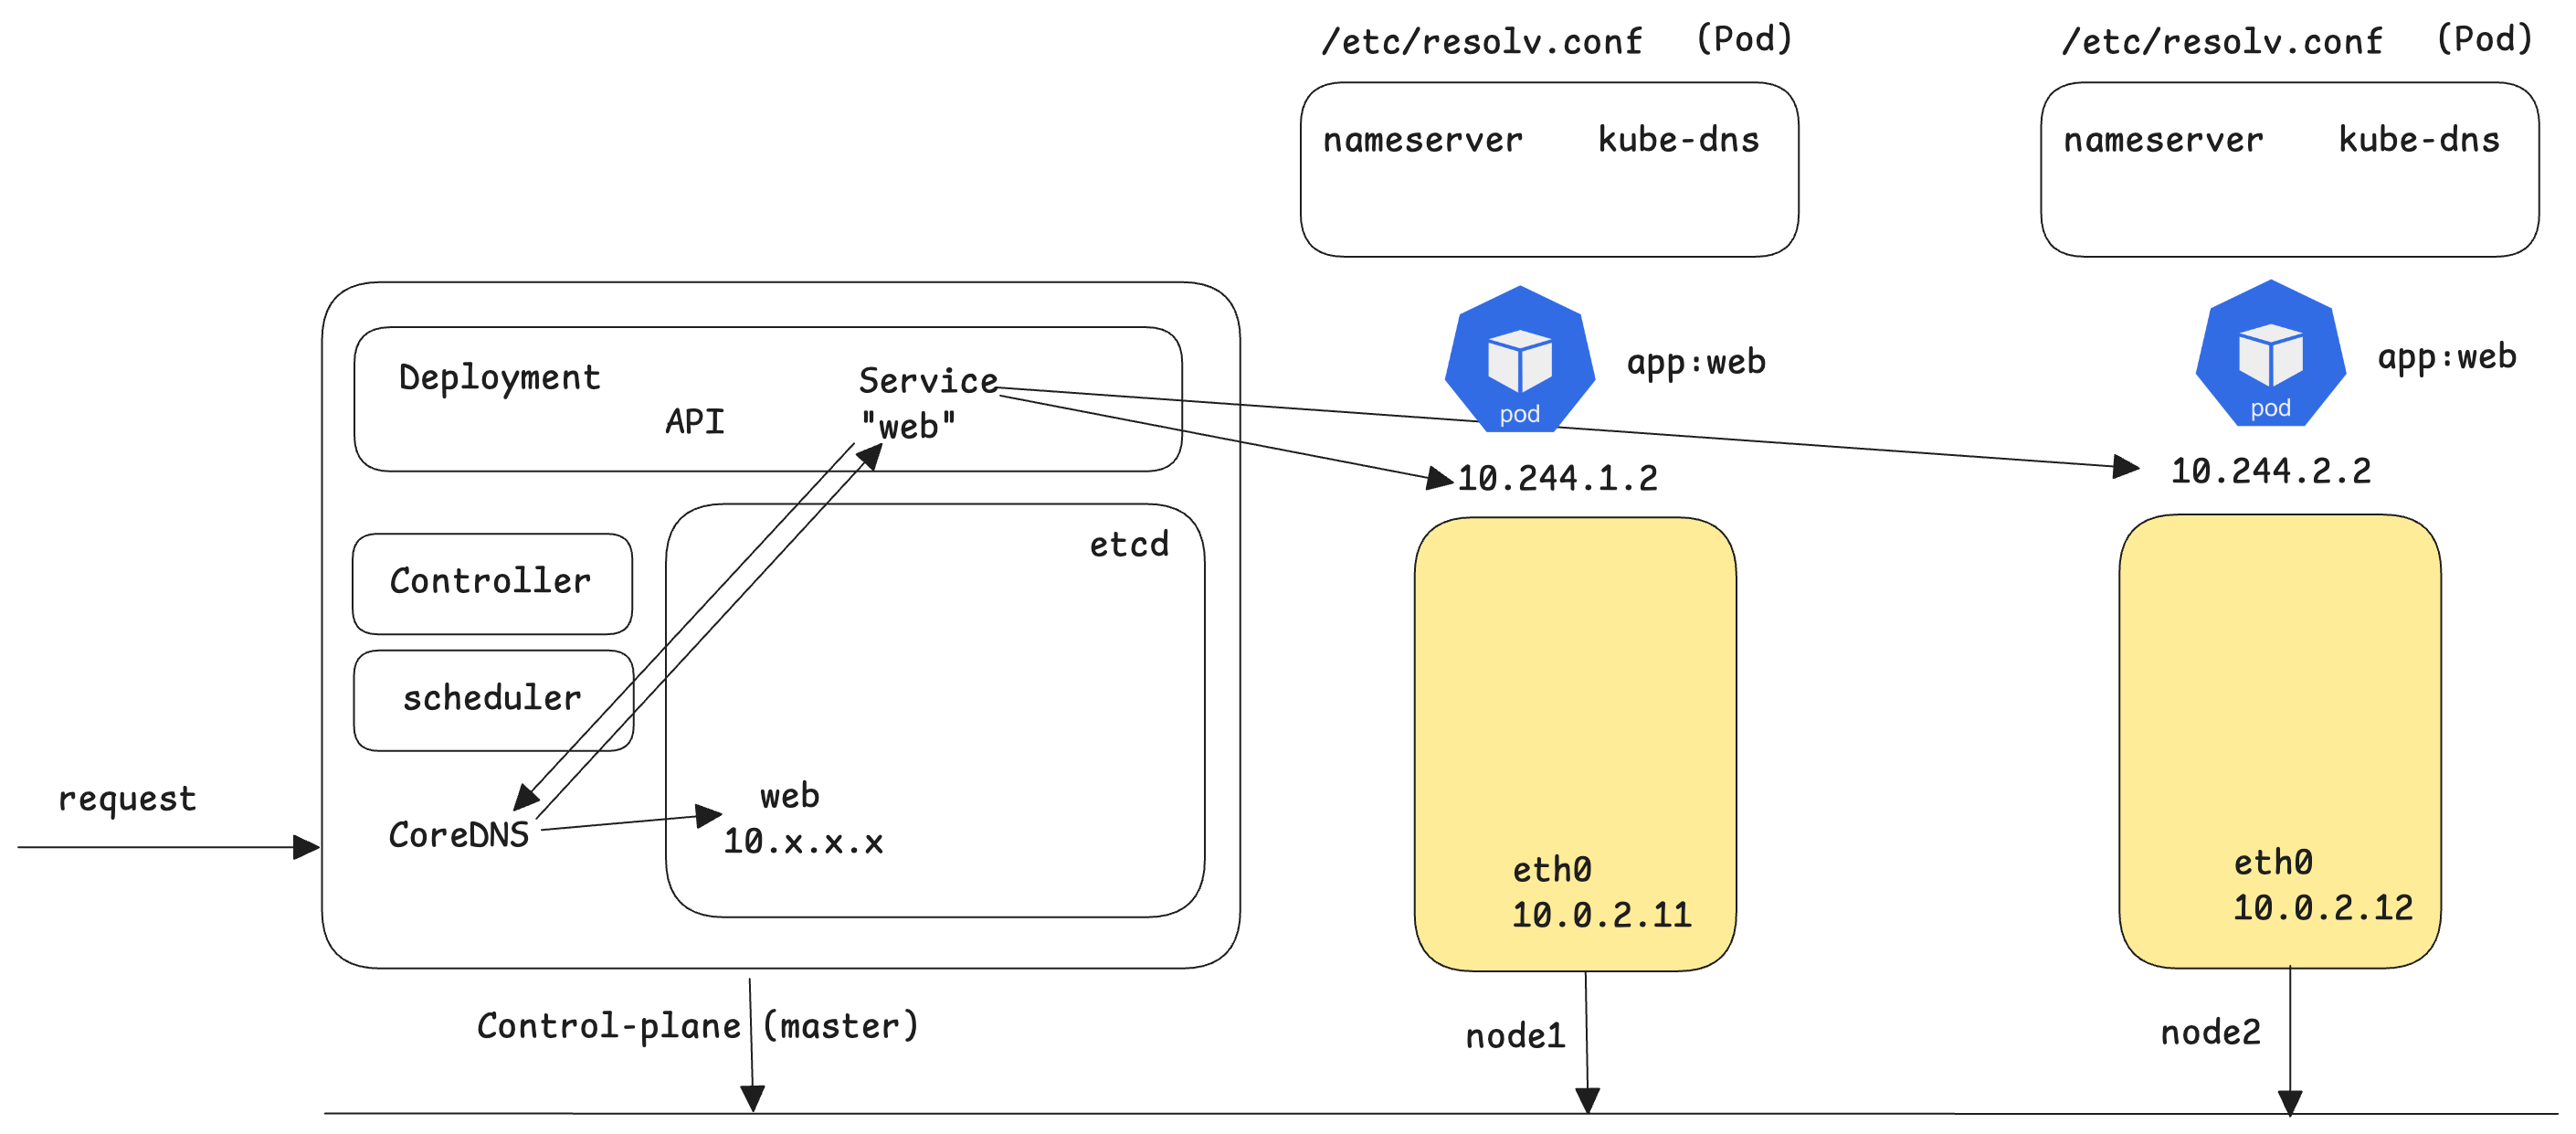 /etc/resolv.conf (Pod)
nameserver kube-dns
/etc/resolv.conf (Pod)
nameserver kube-dns
Deployment
API
Service
"web"
Controller
scheduler
etcd
CoreDNS
web
10.x.x.x
request
Control-plane (master)
pod
app:web
10.244.1.2
eth0
10.0.2.11
node1
pod
app:web
10.244.2.2
eth0
10.0.2.12
node2